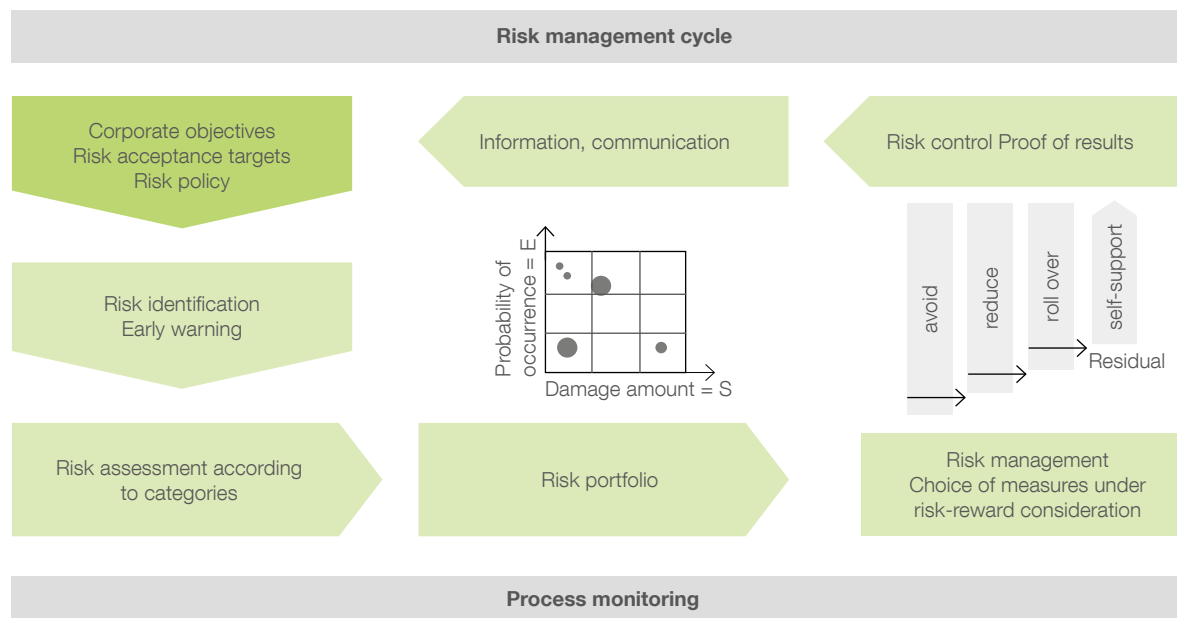 Risk management cycle
Corporate objectives
Risk acceptance targets
Risk policy
Information, communication
Risk control Proof of results
Risk identification
Early warning
Probability of
occurrence = E
Damage amount = S
avoid
reduce
roll over
self-support
Residual
Risk assessment according
to categories
Risk portfolio
Risk management
Choice of measures under
risk-reward consideration
Process monitoring